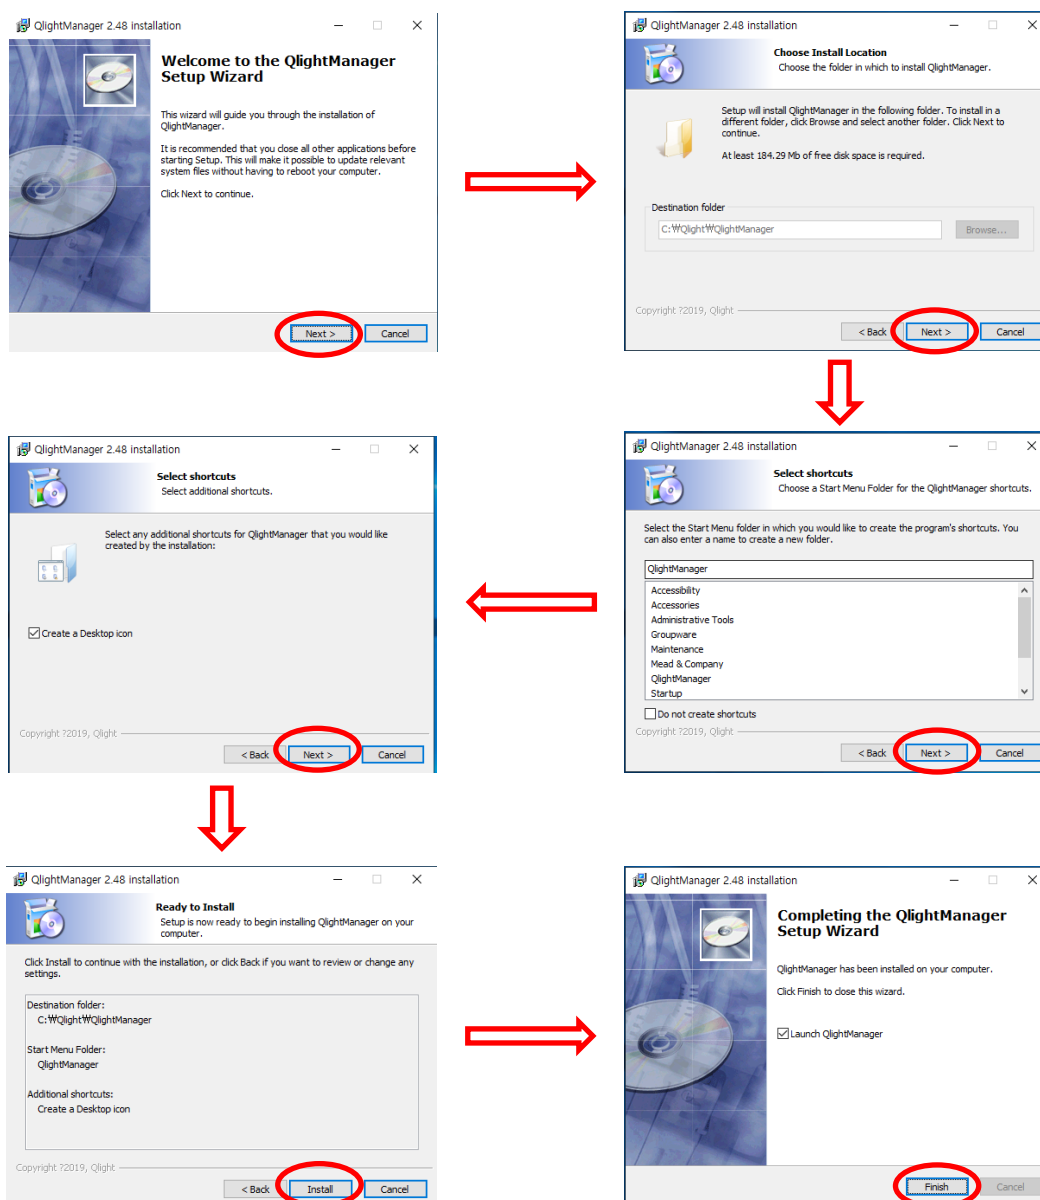 QlightManager 2.48 installation
Welcome to the QlightManager
Setup Wizard
This wizard will guide you through the installation of
QlightManager.
It is recommended that you close all other applications before
starting Setup. This will make it possible to update relevant
system files without having to reboot your computer.
Click Next to continue.
Next >
Cancel
QlightManager 2.48 installation
Choose Install Location
Choose the folder in which to install QlightManager.
Setup will install QlightManager in the following folder. To install in a
different folder, click Browse and select another folder. Click Next to
continue.
At least 184.29 Mb of free disk space is required.
Destination folder
C:₩Qlight₩QlightManager
Browse...
Copyright ?2019, Qlight
< Back
Next >
Cancel
QlightManager 2.48 installation
Select shortcuts
Choose a Start Menu Folder for the QlightManager shortcuts.
Select the Start Menu folder in which you would like to create the program's shortcuts. You
can also enter a name to create a new folder.
QlightManager
Accessibility
Accessories
Administrative Tools
Groupware
Maintenance
Mead & Company
QlightManager
Startup
Do not create shortcuts
Copyright ?2019, Qlight
< Back
Next >
Cancel
QlightManager 2.48 installation
Select shortcuts
Select additional shortcuts.
Select any additional shortcuts for QlightManager that you would like
created by the installation:
Create a Desktop icon
Copyright ?2019, Qlight
< Back
Next >
Cancel
QlightManager 2.48 installation
Ready to Install
Setup is now ready to begin installing QlightManager on your
computer.
Click Install to continue with the installation, or click Back if you want to review or change any
settings.
Destination folder:
C:₩Qlight₩QlightManager
Start Menu Folder:
QlightManager
Additional shortcuts:
Create a Desktop icon
Copyright ?2019, Qlight
< Back
Install
Cancel
QlightManager 2.48 installation
Completing the QlightManager
Setup Wizard
QlightManager has been installed on your computer.
Click Finish to close this wizard.
Launch QlightManager
Finish
Cancel